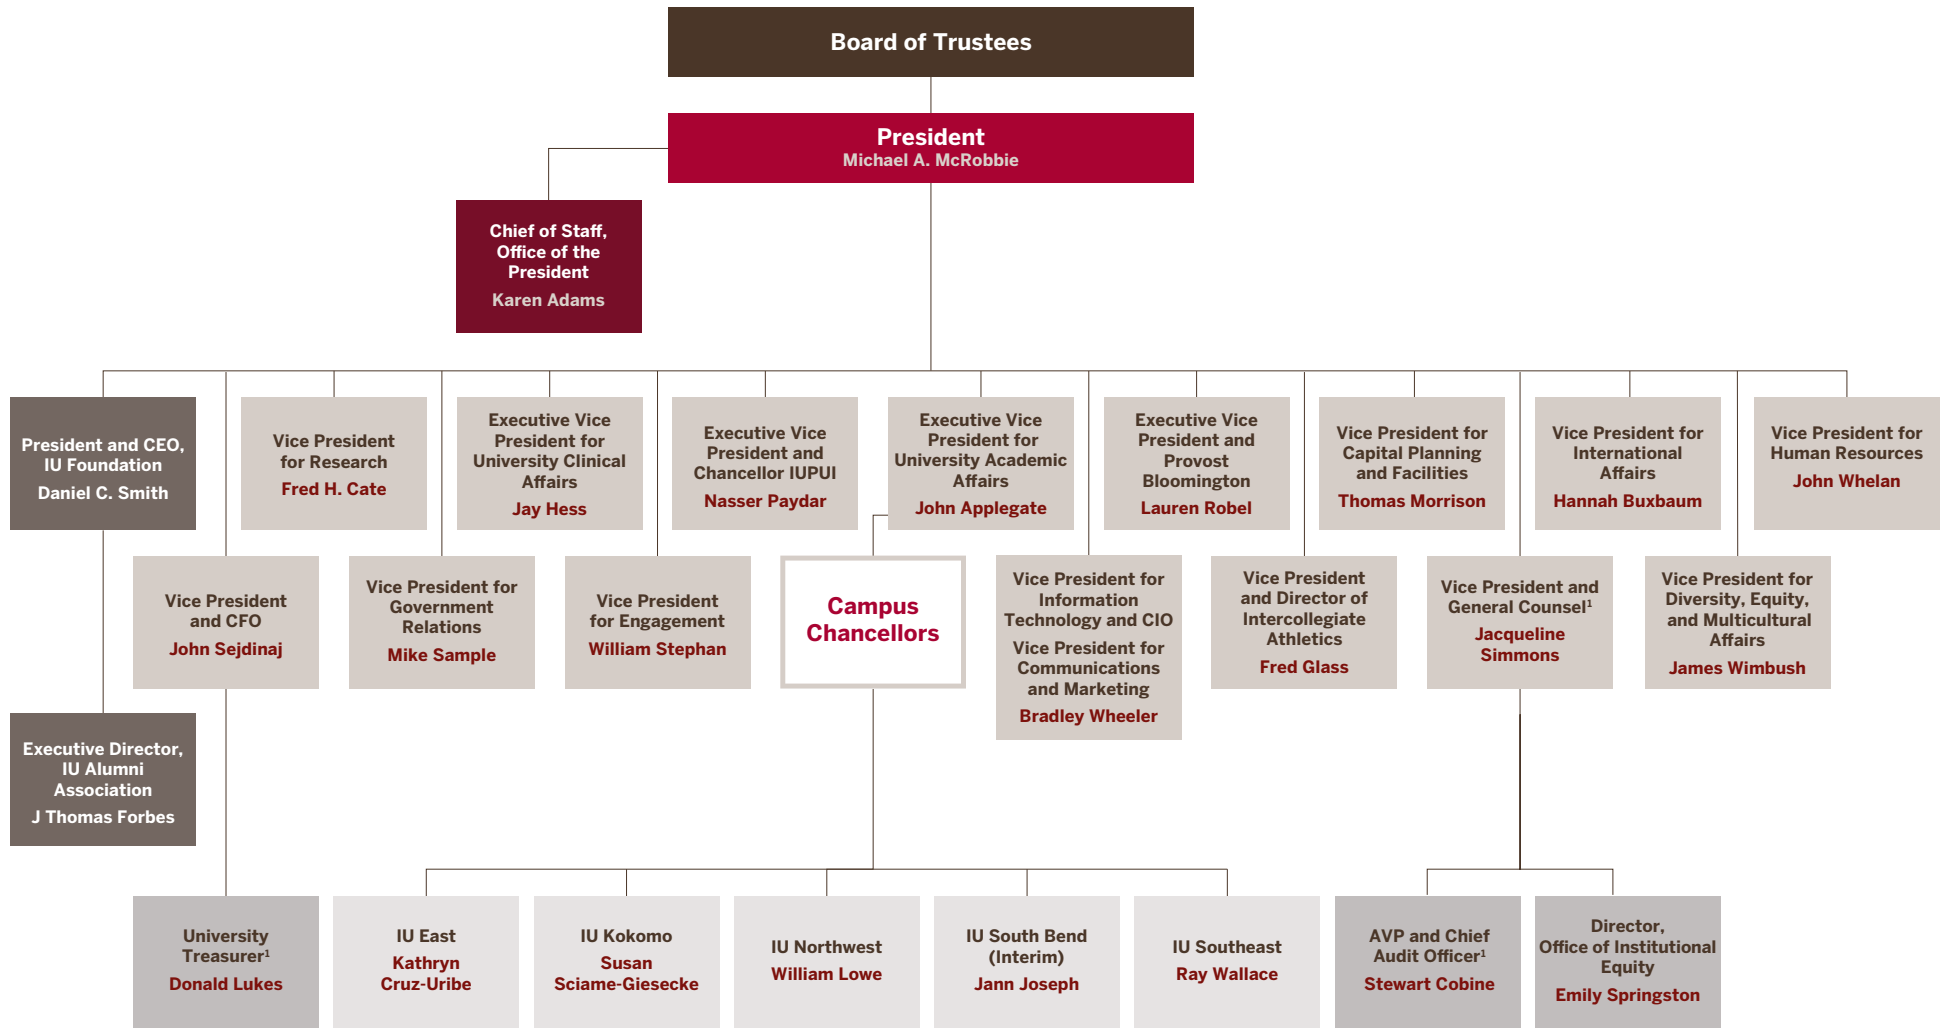 Board of Trustees
President
Michael A. McRobbie
Chief of Staff,
Office of the
President
Karen Adams
President and CEO,
IU Foundation
Daniel C. Smith
Vice President
for Research
Fred H. Cate
Executive Vice
President for
University Clinical
Affairs
Jay Hess
Executive Vice
President and
Chancellor IUPUI
Nasser Paydar
Executive Vice
President for
University Academic
Affairs
John Applegate
Executive Vice
President and
Provost
Bloomington
Lauren Robel
Vice President for
Capital Planning
and Facilities
Thomas Morrison
Vice President for
International
Affairs
Hannah Buxbaum
Vice President for
Human Resources
John Whelan
Vice President
and CFO
John Sejdinaj
Vice President for
Government
Relations
Mike Sample
Vice President
for Engagement
William Stephan
Campus
Chancellors
Vice President for
Information
Technology and CIO
Vice President for
Communications
and Marketing
Bradley Wheeler
Vice President
and Director of
Intercollegiate
Athletics
Fred Glass
Vice President and
General Counsel¹
Jacqueline
Simmons
Vice President for
Diversity, Equity,
and Multicultural
Affairs
James Wimbush
Executive Director,
IU Alumni
Association
J Thomas Forbes
University
Treasurer¹
Donald Lukes
IU East
Kathryn
Cruz-Uribe
IU Kokomo
Susan
Sciame-Giesecke
IU Northwest
William Lowe
IU South Bend
(Interim)
Jann Joseph
IU Southeast
Ray Wallace
AVP and Chief
Audit Officer¹
Stewart Cobine
Director,
Office of Institutional
Equity
Emily Springston